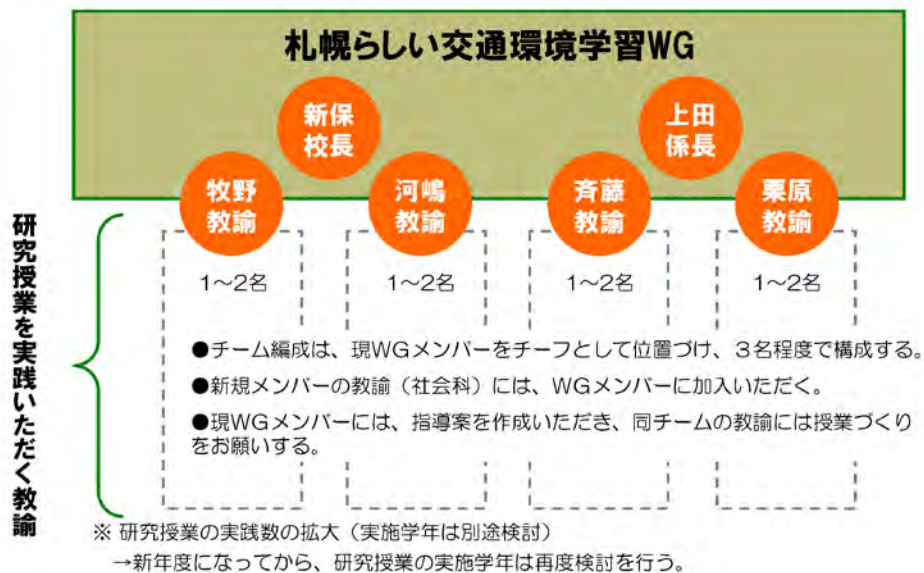 札幌らしい交通環境学習WG
新保
校長
上田
係長
牧野
教諭
河嶋
教諭
斉藤
教諭
栗原
教諭
研究授業を実践いただく教諭
1～2名
1～2名
1～2名
1～2名
●チーム編成は、現WGメンバーをチーフとして位置づけ、3名程度で構成する。
●新規メンバーの教諭（社会科）には、WGメンバーに加入いただく。
●現WGメンバーには、指導案を作成いただき、同チームの教諭には授業づくり
をお願いする。
※ 研究授業の実践数の拡大（実施学年は別途検討）
→新年度になってから、研究授業の実施学年は再度検討を行う。